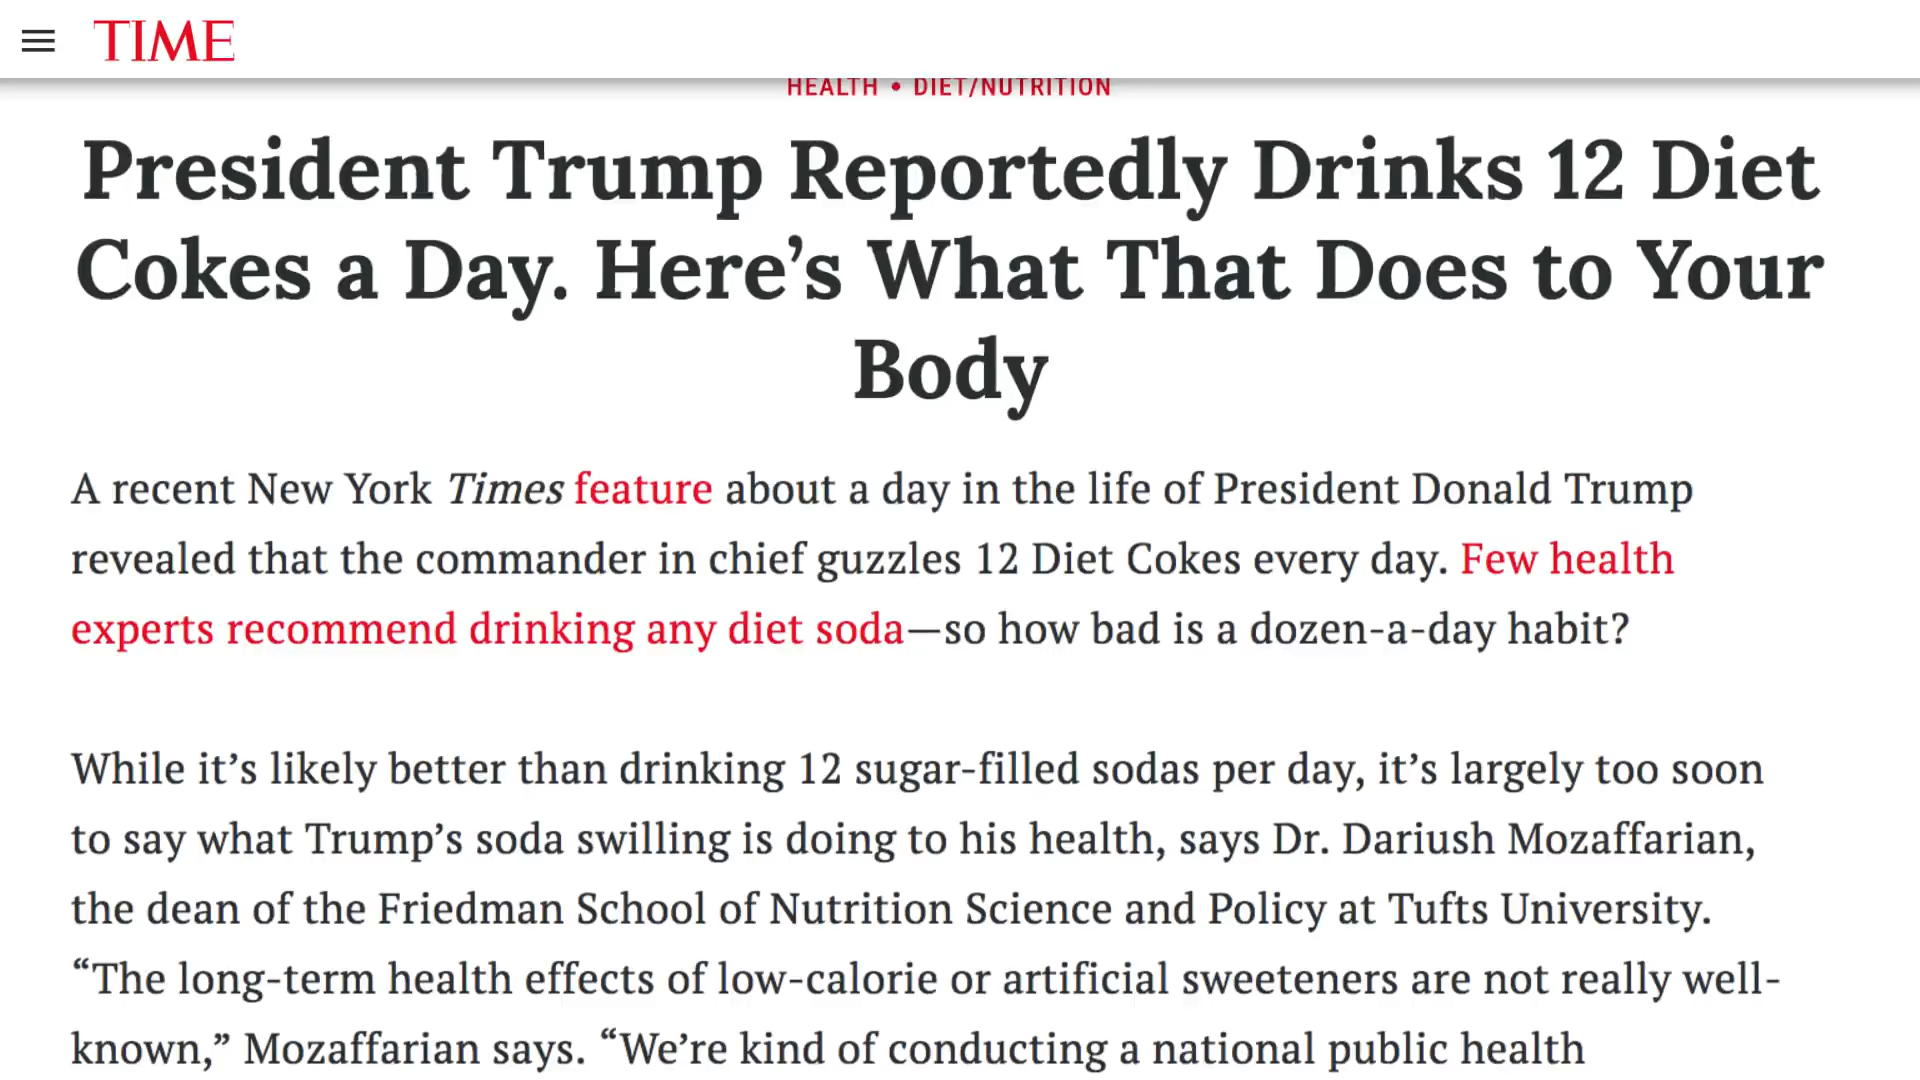 TIME
HEALTH • DIET/NUTRITION
President Trump Reportedly Drinks 12 Diet
Cokes a Day. Here’s What That Does to Your
Body
A recent New York Times feature about a day in the life of President Donald Trump
revealed that the commander in chief guzzles 12 Diet Cokes every day. Few health
experts recommend drinking any diet soda—so how bad is a dozen-a-day habit?
While it’s likely better than drinking 12 sugar-filled sodas per day, it’s largely too soon
to say what Trump’s soda swilling is doing to his health, says Dr. Dariush Mozaffarian,
the dean of the Friedman School of Nutrition Science and Policy at Tufts University.
“The long-term health effects of low-calorie or artificial sweeteners are not really well-
known,” Mozaffarian says. “We’re kind of conducting a national public health